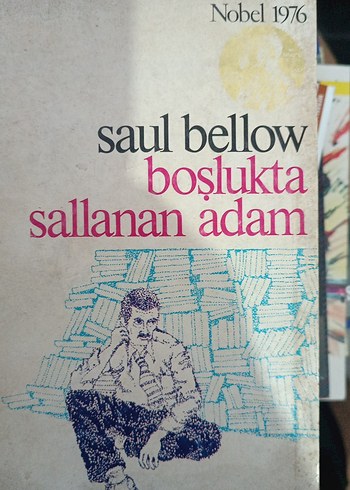 Nobel 1976
saul bellow
boşlukta
sallanan adam